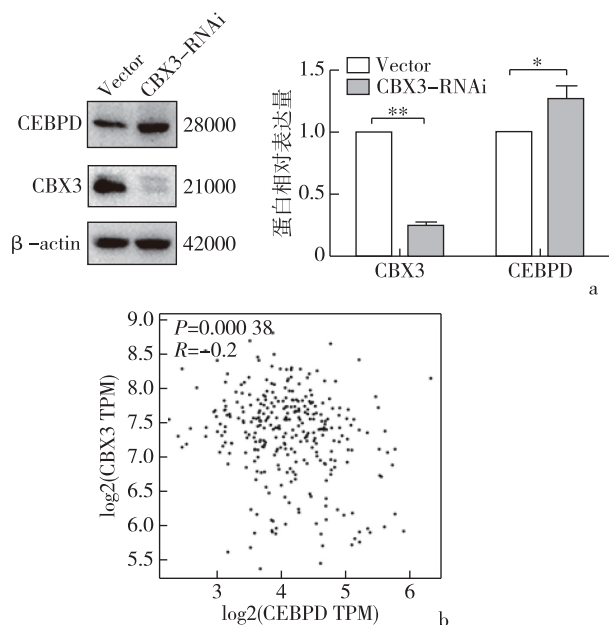 Vector
CBX3-RNAi
CEBPD
28000
CBX3
21000
β-actin
42000
蛋白相对表达量
1.5
1.0
0.5
0
Vector
CBX3-RNAi
**
*
CBX3
CEBPD
a
log2(CBX3 TPM)
9.0
8.5
8.0
7.5
7.0
6.5
6.0
5.5
P=0.000 38
R=-0.2
3
4
5
6
log2(CEBPD TPM)
b